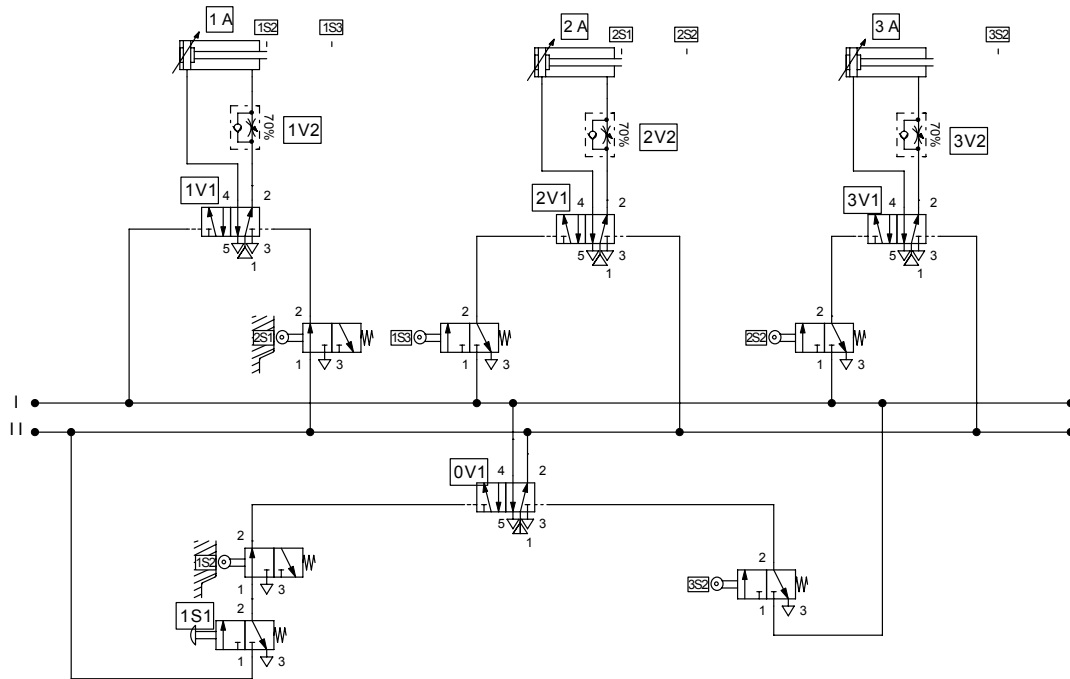 1 A 1S2 1S3 2 A 2S1 2S2 3 A 3S2
70% 1V2 70% 2V2 70% 3V2
1V1 4 2 2V1 4 2 3V1 4 2
5 3 5 3 5 3
1 1 1
2 2 2
2S1 1S3 2S2
1 3 1 3 1 3
I
II
0V1 4 2
5 3
1
2 2
1S2 3S2
1 3 1 3
1S1 2
1 3